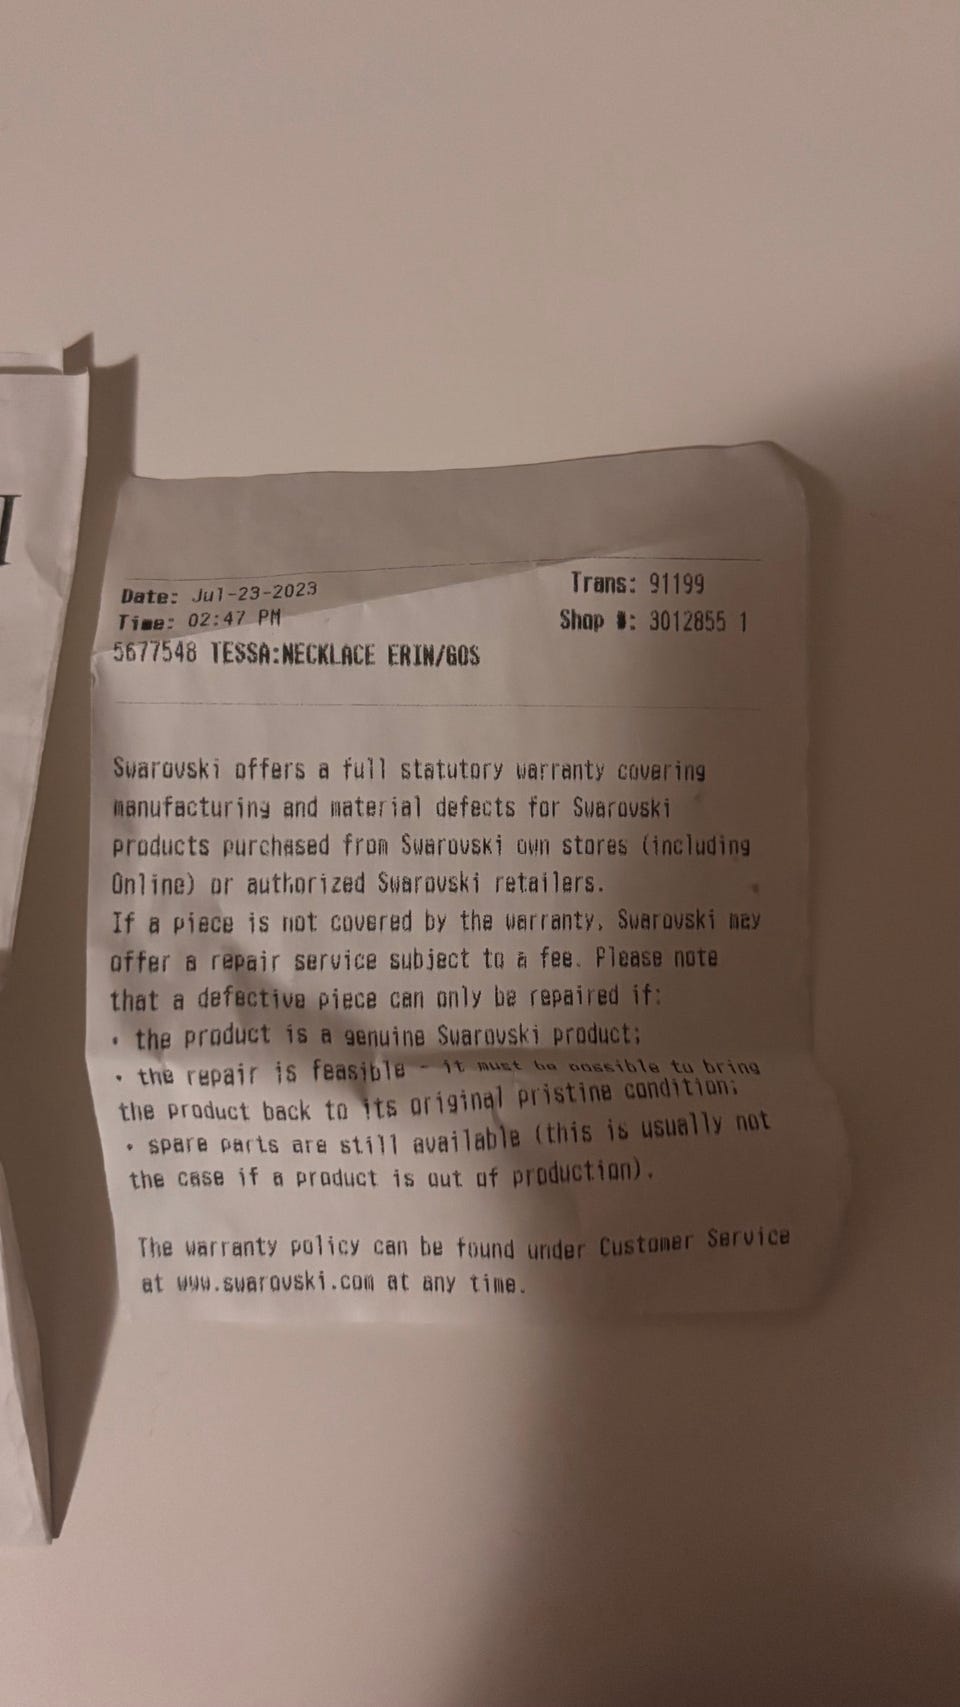 Date: Jul-23-2023 Trans: 91199
Time: 02:47 PM Shop #: 3012855 1
5677548 TESSA:NECKLACE ERIN/GOS
Swarovski offers a full statutory warranty covering
manufacturing and material defects for Swarovski
products purchased from Swarovski own stores (including
Online) or authorized Swarovski retailers.
If a piece is not covered by the warranty, Swarovski may
offer a repair service subject to a fee. Please note
that a defective piece can only be repaired if:
• the product is a genuine Swarovski product;
• the repair is feasible - it must be possible to bring
the product back to its original pristine condition;
• spare parts are still available (this is usually not
the case if a product is out of production).
The warranty policy can be found under Customer Service
at www.swarovski.com at any time.